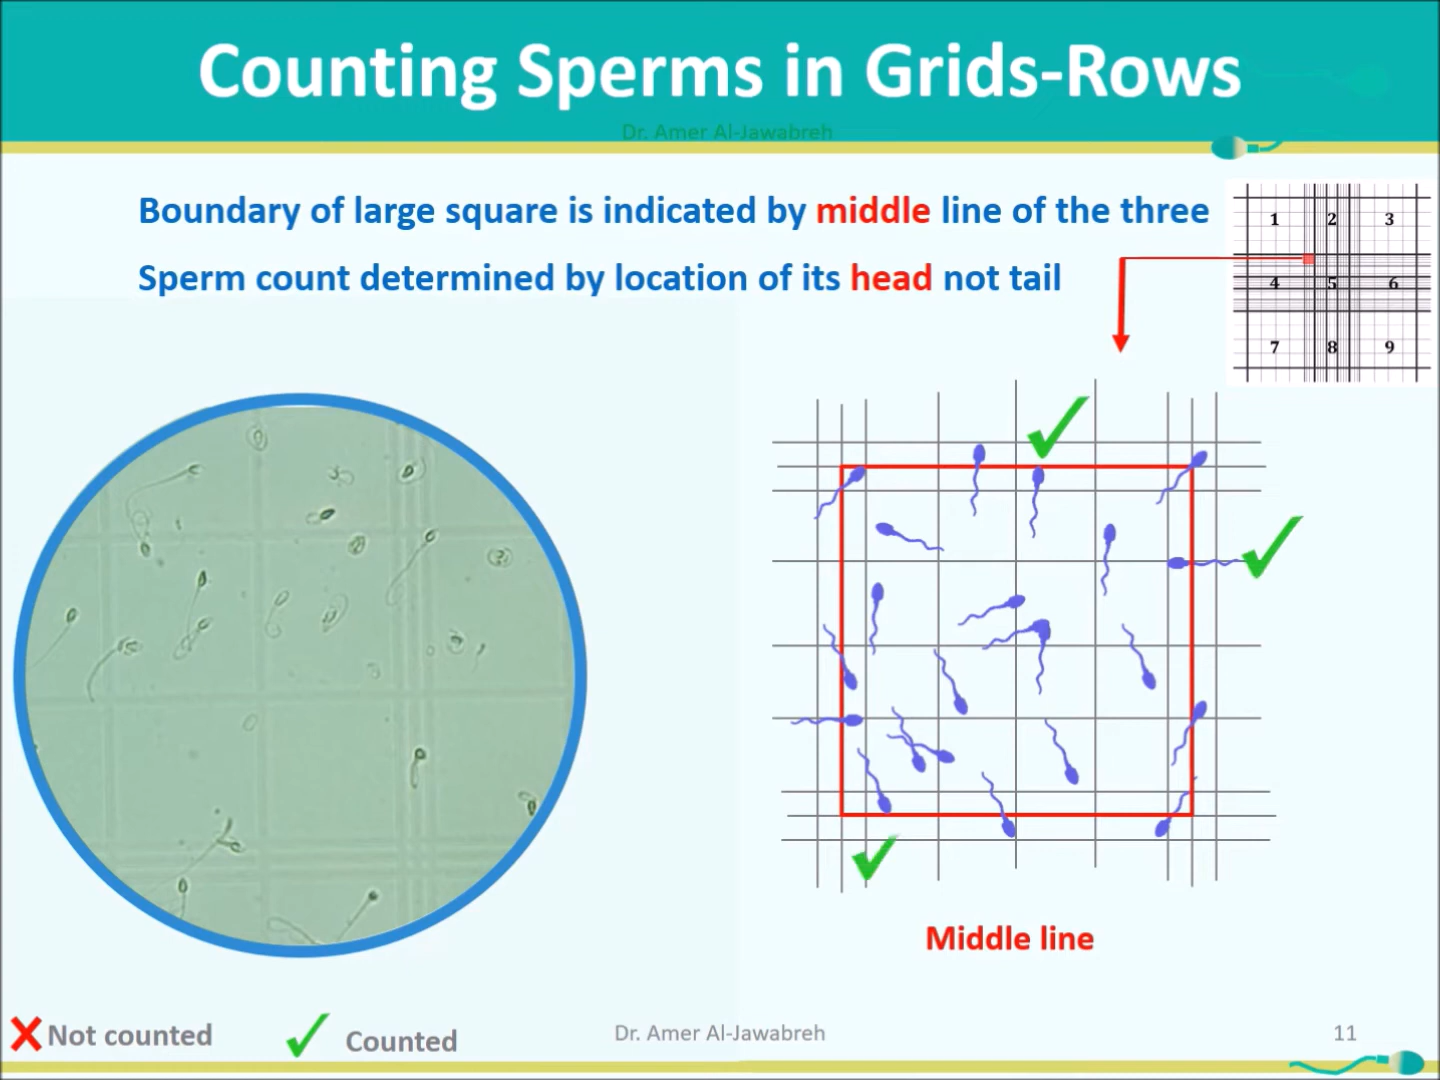 Counting Sperms in Grids-Rows
Dr. Amer Al-Jawabreh
Boundary of large square is indicated by middle line of the three
Sperm count determined by location of its head not tail
1 2 3
4 5 6
7 8 9
Middle line
Not counted
Counted
Dr. Amer Al-Jawabreh
11